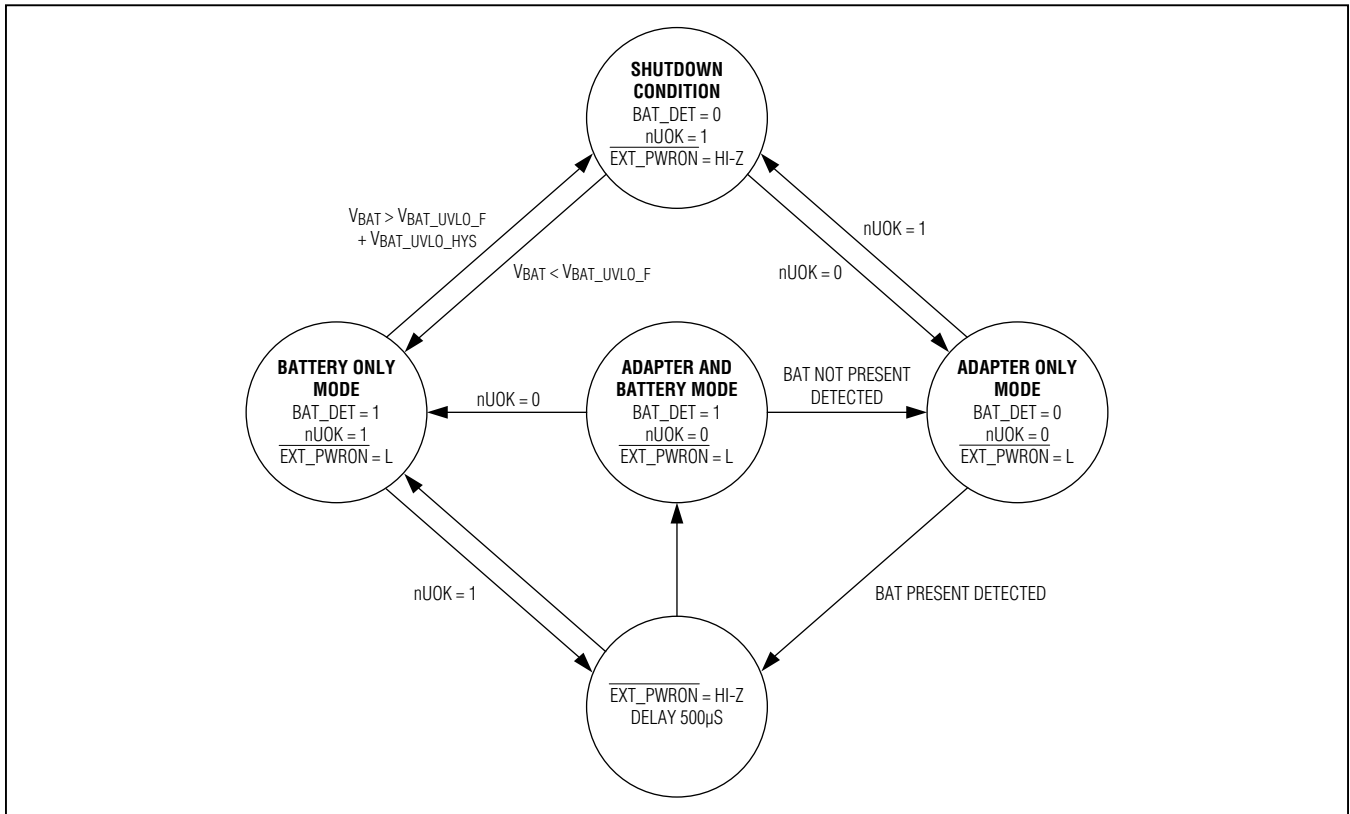 SHUTDOWN
CONDITION
BAT_DET = 0
nUOK = 1
EXT_PWRON = HI-Z
VBAT > VBAT_UVLO_F
+ VBAT_UVLO_HYS
VBAT < VBAT_UVLO_F
nUOK = 1
nUOK = 0
BATTERY ONLY
MODE
BAT_DET = 1
nUOK = 1
EXT_PWRON = L
nUOK = 0
ADAPTER AND
BATTERY MODE
BAT_DET = 1
nUOK = 0
EXT_PWRON = L
BAT NOT PRESENT
DETECTED
ADAPTER ONLY
MODE
BAT_DET = 0
nUOK = 0
EXT_PWRON = L
nUOK = 1
BAT PRESENT DETECTED
EXT_PWRON = HI-Z
DELAY 500µS